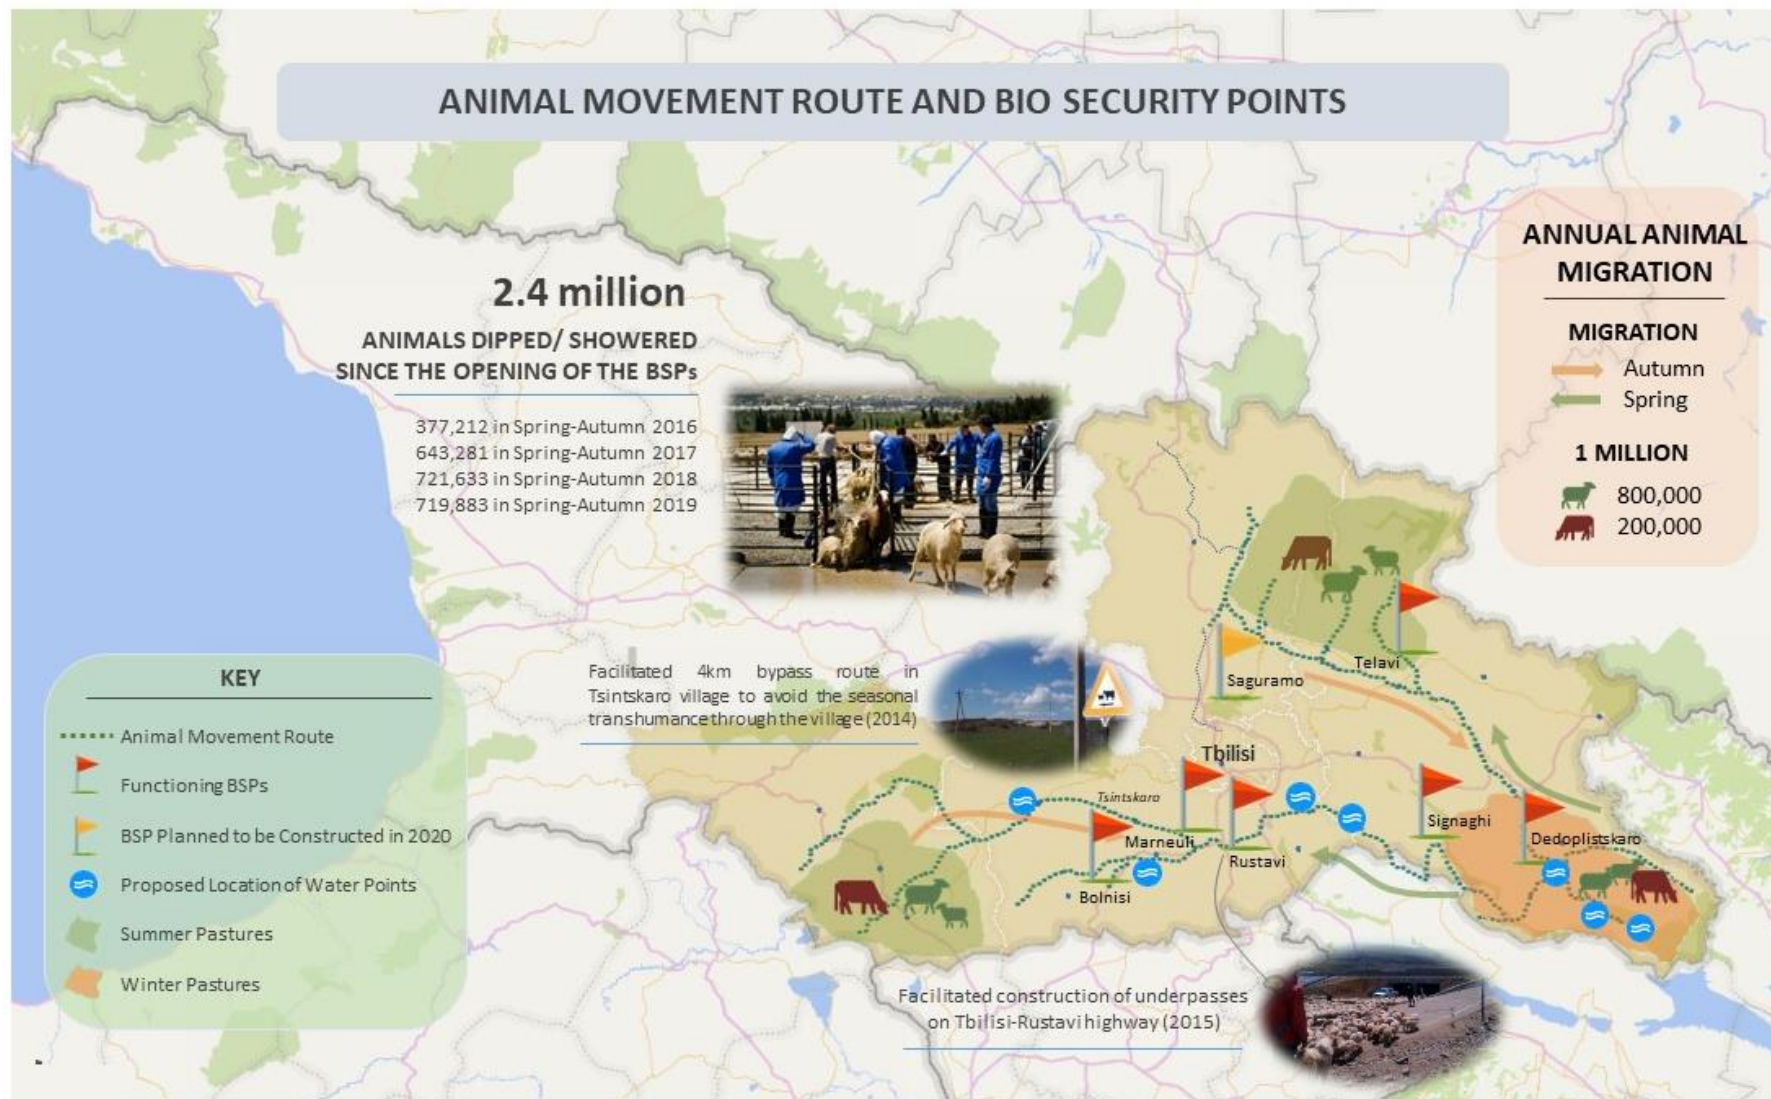 ANIMAL MOVEMENT ROUTE AND BIO SECURITY POINTS
2.4 million
ANIMALS DIPPED/ SHOWERED
SINCE THE OPENING OF THE BSPs
377,212 in Spring-Autumn 2016
643,281 in Spring-Autumn 2017
721,633 in Spring-Autumn 2018
719,883 in Spring-Autumn 2019
ANNUAL ANIMAL
MIGRATION
MIGRATION
Autumn
Spring
1 MILLION
800,000
200,000
Facilitated 4km bypass route in
Tsintskaro village to avoid the seasonal
transhumance through the village (2014)
KEY
Animal Movement Route
Functioning BSPs
BSP Planned to be Constructed in 2020
Proposed Location of Water Points
Summer Pastures
Winter Pastures
Telavi
Saguramo
Tbilisi
Tsintskaro
Marneuli
Rustavi
Signaghi
Dedoplistskaro
Bolnisi
Facilitated construction of underpasses
on Tbilisi-Rustavi highway (2015)